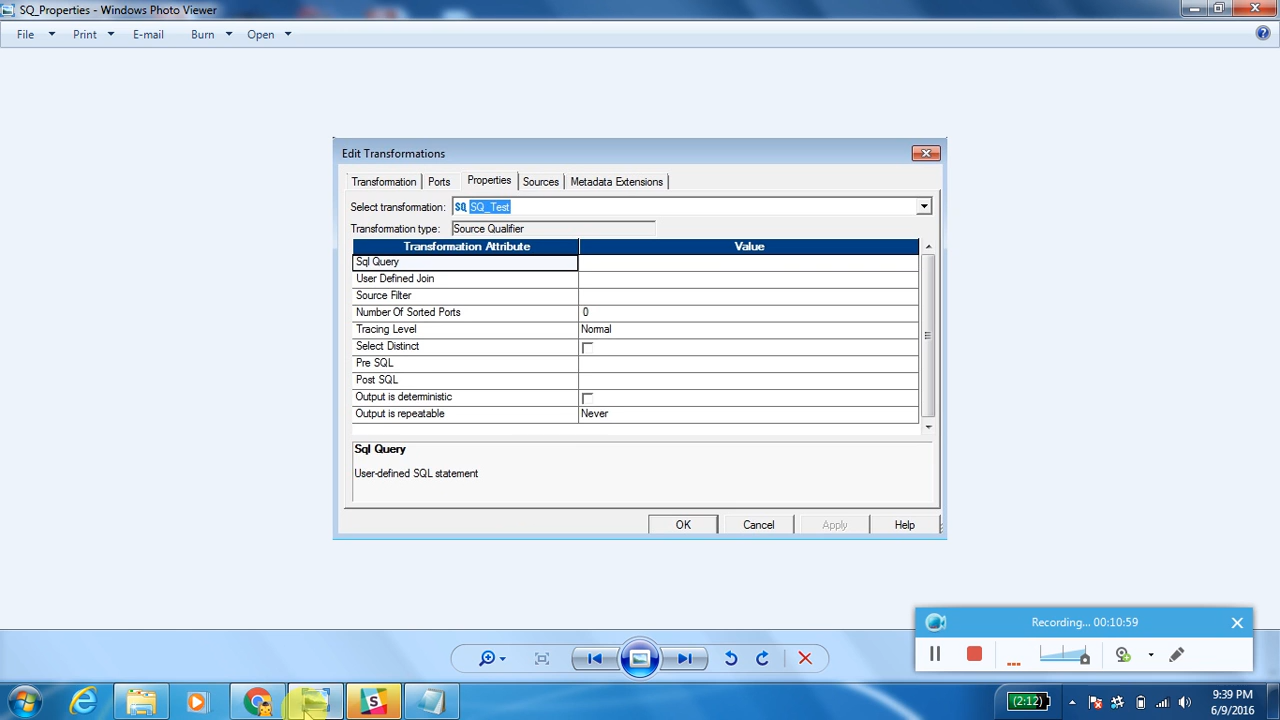 SQ_Properties - Windows Photo Viewer
File Print E-mail Burn Open
Edit Transformations
Transformation Ports Properties Sources Metadata Extensions
Select transformation: SQ SQ_Test
Transformation type: Source Qualifier
Transformation Attribute Value
Sql Query
User Defined Join
Source Filter
Number Of Sorted Ports 0
Tracing Level Normal
Select Distinct
Pre SQL
Post SQL
Output is deterministic
Output is repeatable Never
Sql Query
User-defined SQL statement
OK Cancel Apply Help
Recording... 00:10:59
(2:12)
9:39 PM
6/9/2016